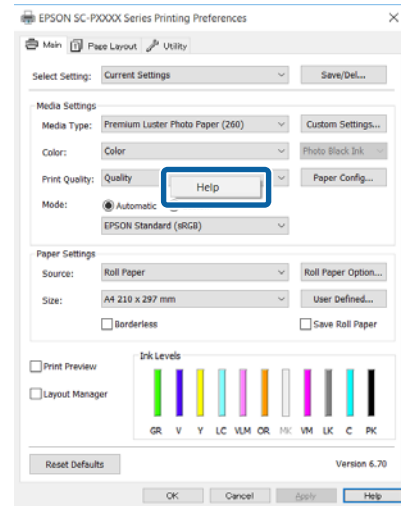 EPSON SC-PXXXX Series Printing Preferences
Main Page Layout Utility
Select Setting: Current Settings Save/Del...
Media Settings
Media Type: Premium Luster Photo Paper (260) Custom Settings...
Color: Color Photo Black Ink
Print Quality: Quality Paper Config...
Help
Mode: Automatic
EPSON Standard (sRGB)
Paper Settings
Source: Roll Paper Roll Paper Option...
Size: A4 210 x 297 mm User Defined...
Borderless Save Roll Paper
Ink Levels
Print Preview
Layout Manager
GR V Y LC VLM OR MK VM LK C PK
Reset Defaults Version 6.70
OK Cancel Apply Help